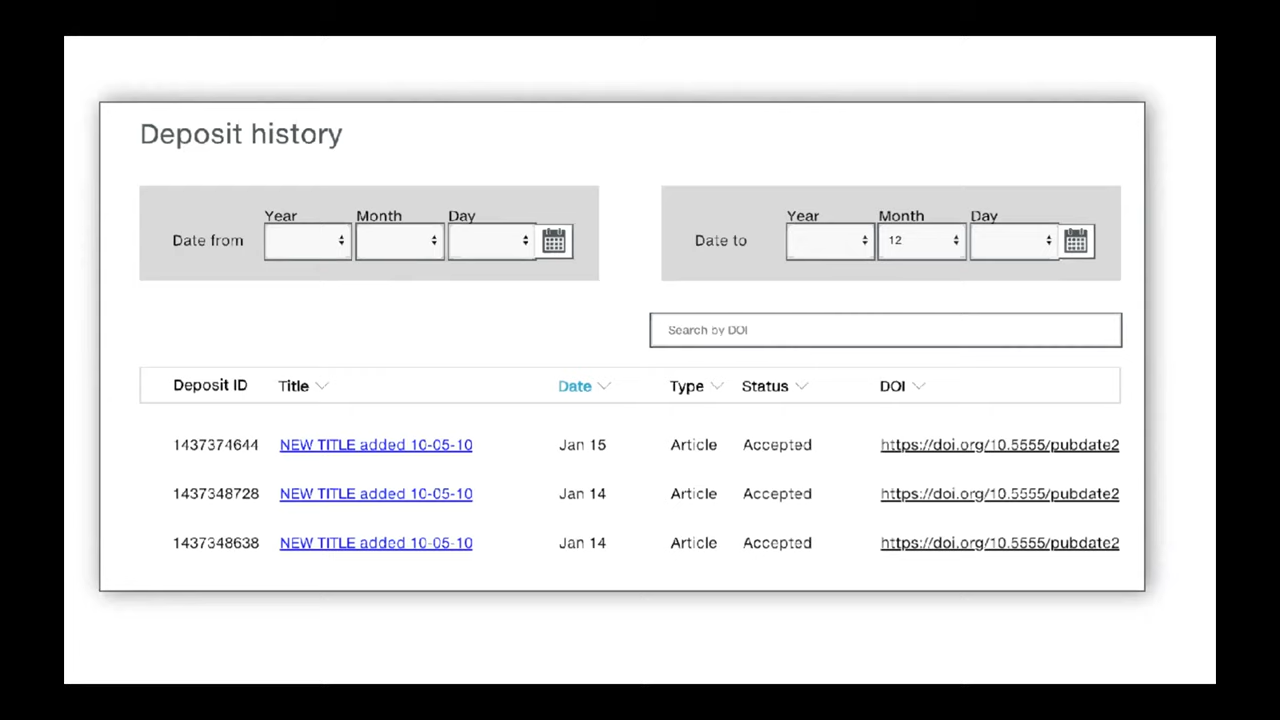 Deposit history
Year Month Day
Date from
Year Month Day
Date to 12
Search by DOI
Deposit ID Title Date Type Status DOI
1437374644 NEW TITLE added 10-05-10 Jan 15 Article Accepted https://doi.org/10.5555/pubdate2
1437348728 NEW TITLE added 10-05-10 Jan 14 Article Accepted https://doi.org/10.5555/pubdate2
1437348638 NEW TITLE added 10-05-10 Jan 14 Article Accepted https://doi.org/10.5555/pubdate2